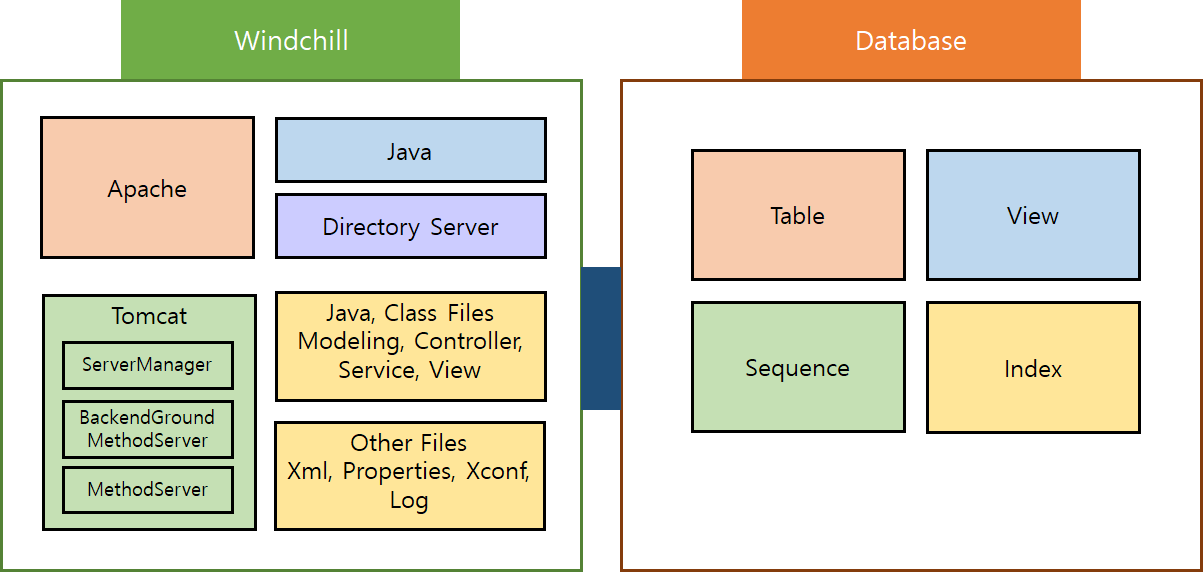 Windchill
Database
Apache
Java
Directory Server
Tomcat
ServerManager
BackendGround
MethodServer
MethodServer
Java, Class Files
Modeling, Controller,
Service, View
Other Files
Xml, Properties, Xconf,
Log
Table
View
Sequence
Index